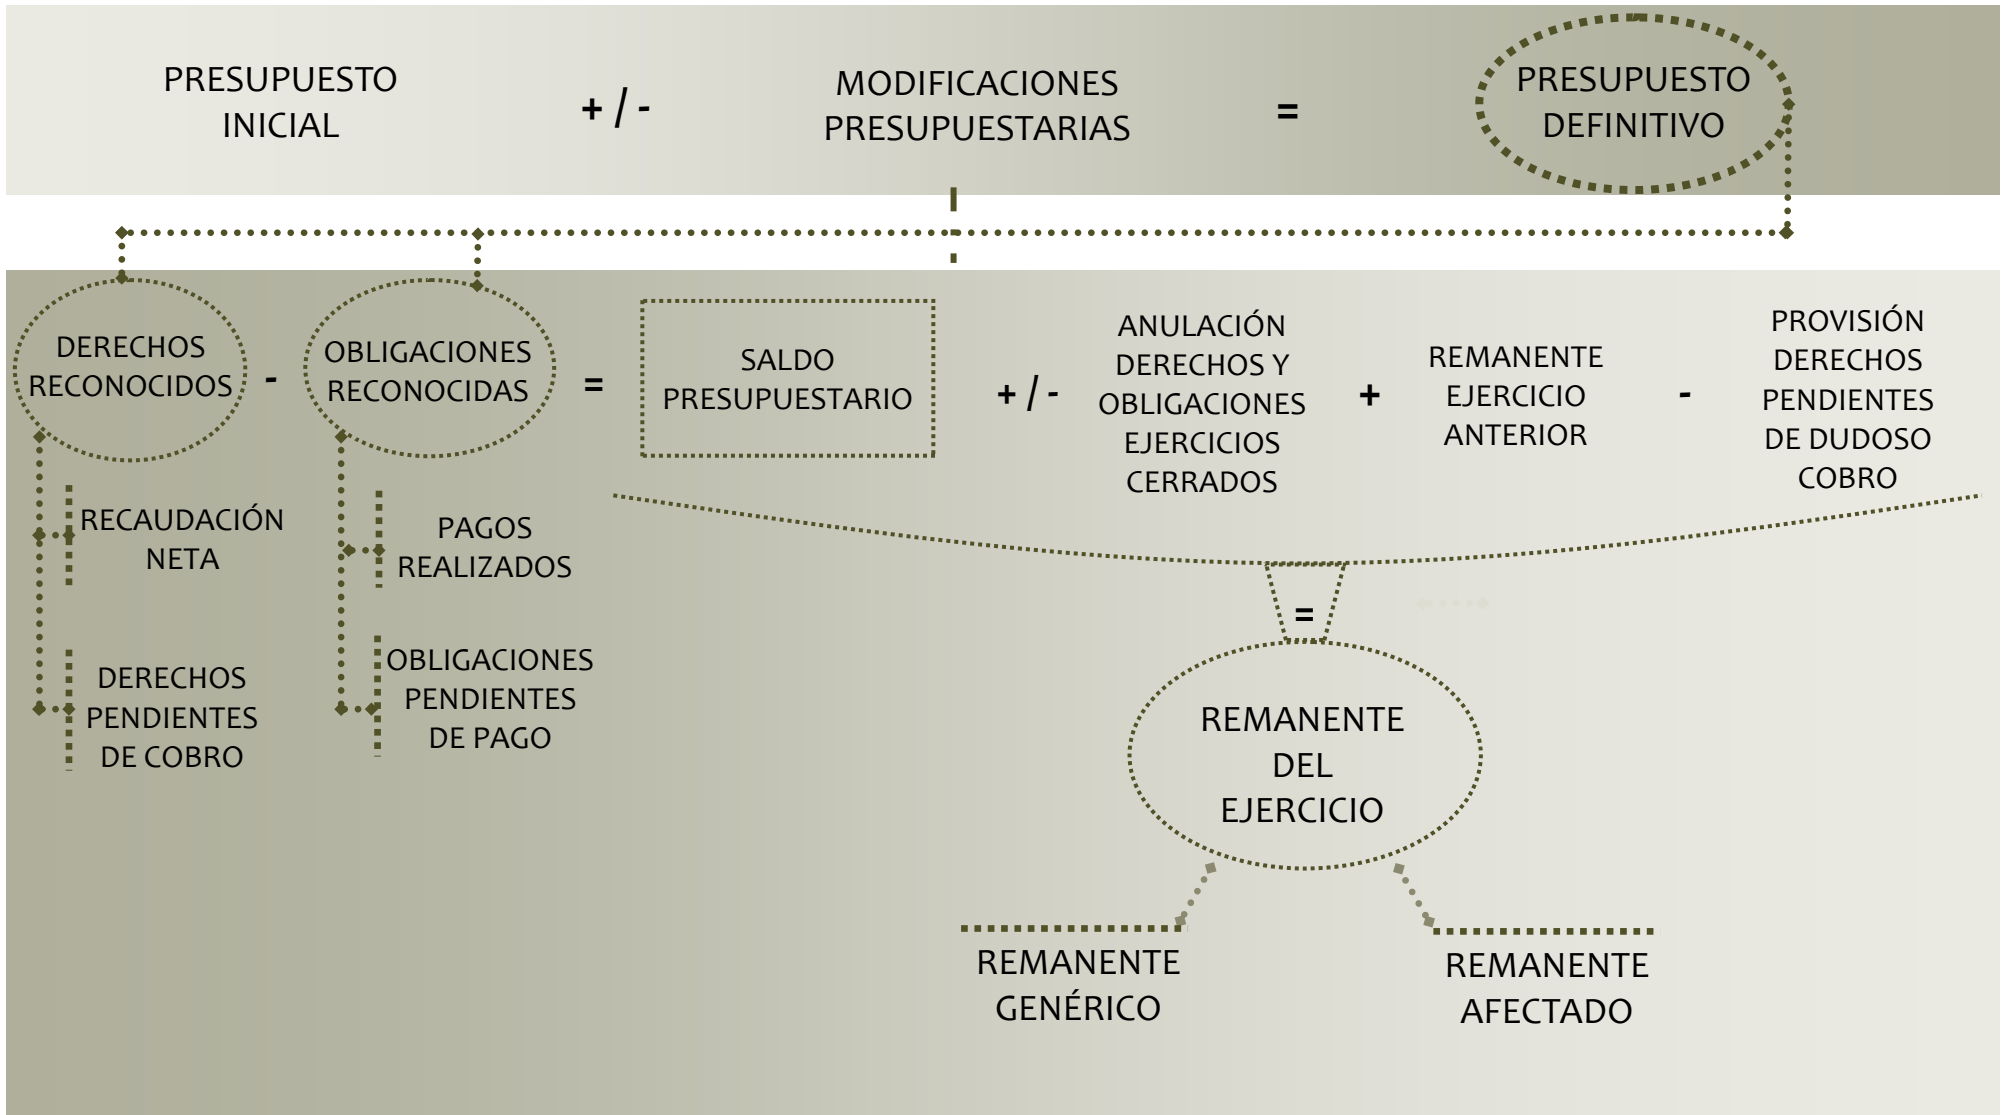 PRESUPUESTO
INICIAL
+ / -
MODIFICACIONES
PRESUPUESTARIAS
=
PRESUPUESTO
DEFINITIVO
DERECHOS
RECONOCIDOS
-
OBLIGACIONES
RECONOCIDAS
=
SALDO
PRESUPUESTARIO
+ / -
ANULACIÓN
DERECHOS Y
OBLIGACIONES
EJERCICIOS
CERRADOS
+
REMANENTE
EJERCICIO
ANTERIOR
-
PROVISIÓN
DERECHOS
PENDIENTES
DE DUDOSO
COBRO
RECAUDACIÓN
NETA
PAGOS
REALIZADOS
DERECHOS
PENDIENTES
DE COBRO
OBLIGACIONES
PENDIENTES
DE PAGO
=
REMANENTE
DEL
EJERCICIO
REMANENTE
GENÉRICO
REMANENTE
AFECTADO